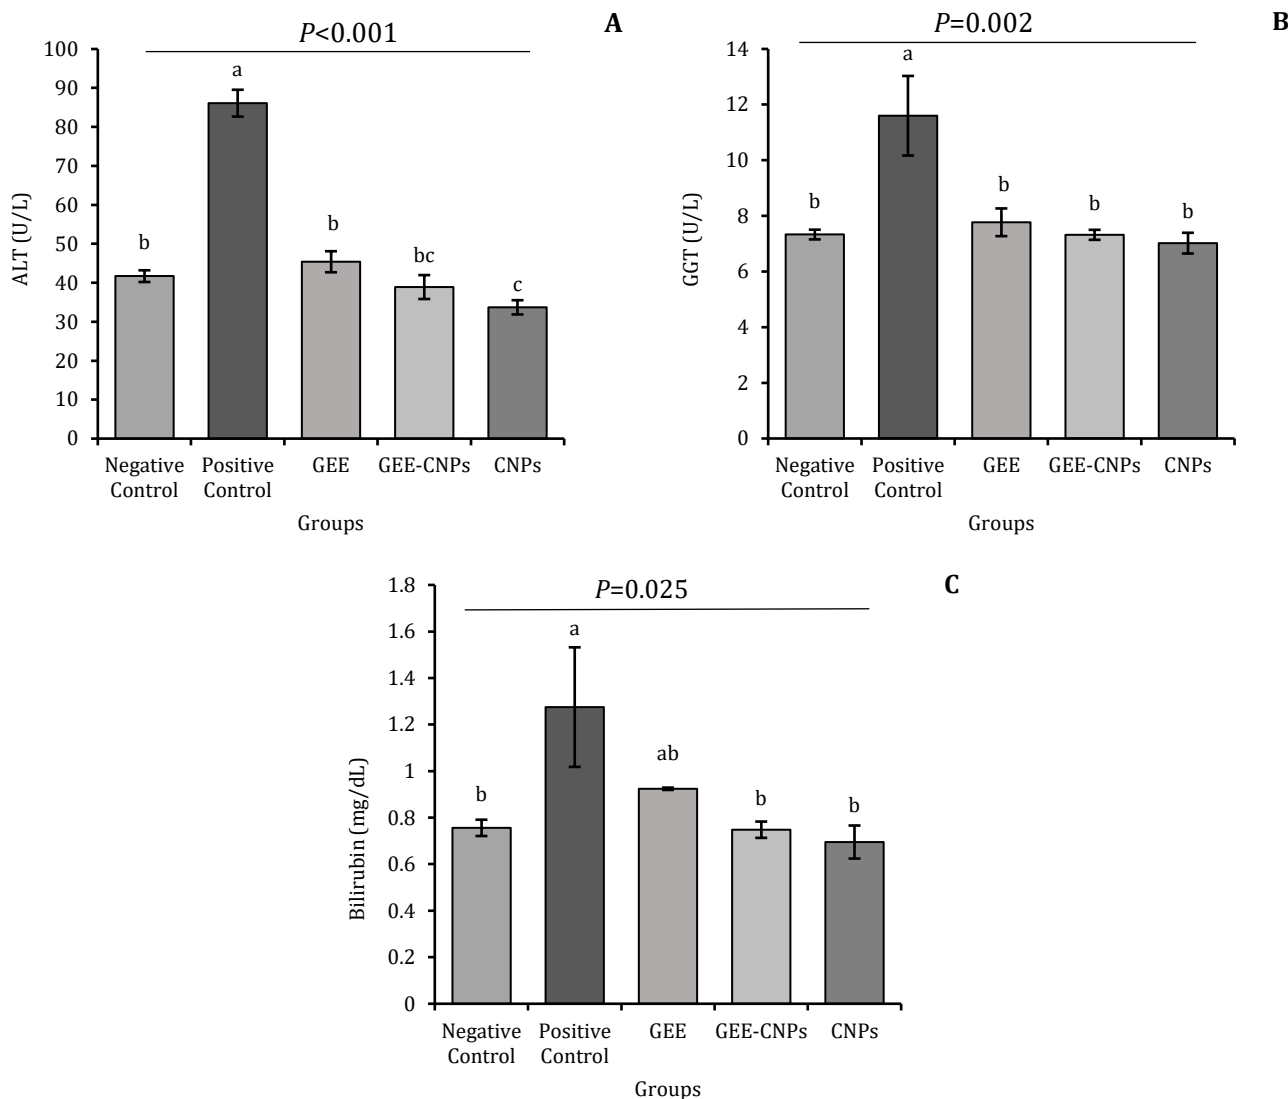 A
P<0.001
100
90
80
70
60
50
40
30
20
10
0
ALT (U/L)
b
a
b
bc
c
Negative
Control
Positive
Control
GEE
GEE-CNPs
CNPs
Groups
B
P=0.002
14
12
10
8
6
4
2
0
GGT (U/L)
b
a
b
b
b
Negative
Control
Positive
Control
GEE
GEE-CNPs
CNPs
Groups
C
P=0.025
1.8
1.6
1.4
1.2
1
0.8
0.6
0.4
0.2
0
Bilirubin (mg/dL)
b
a
ab
b
b
Negative
Control
Positive
Control
GEE
GEE-CNPs
CNPs
Groups